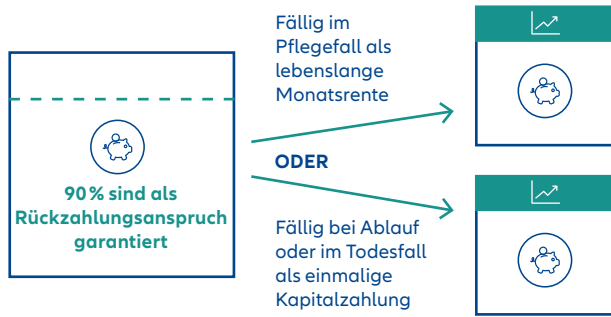 Fällig im
Pflegefall als
lebenslange
Monatsrente
ODER
90 % sind als
Rückzahlungsanspruch
garantiert
Fällig bei Ablauf
oder im Todesfall
als einmalige
Kapitalzahlung